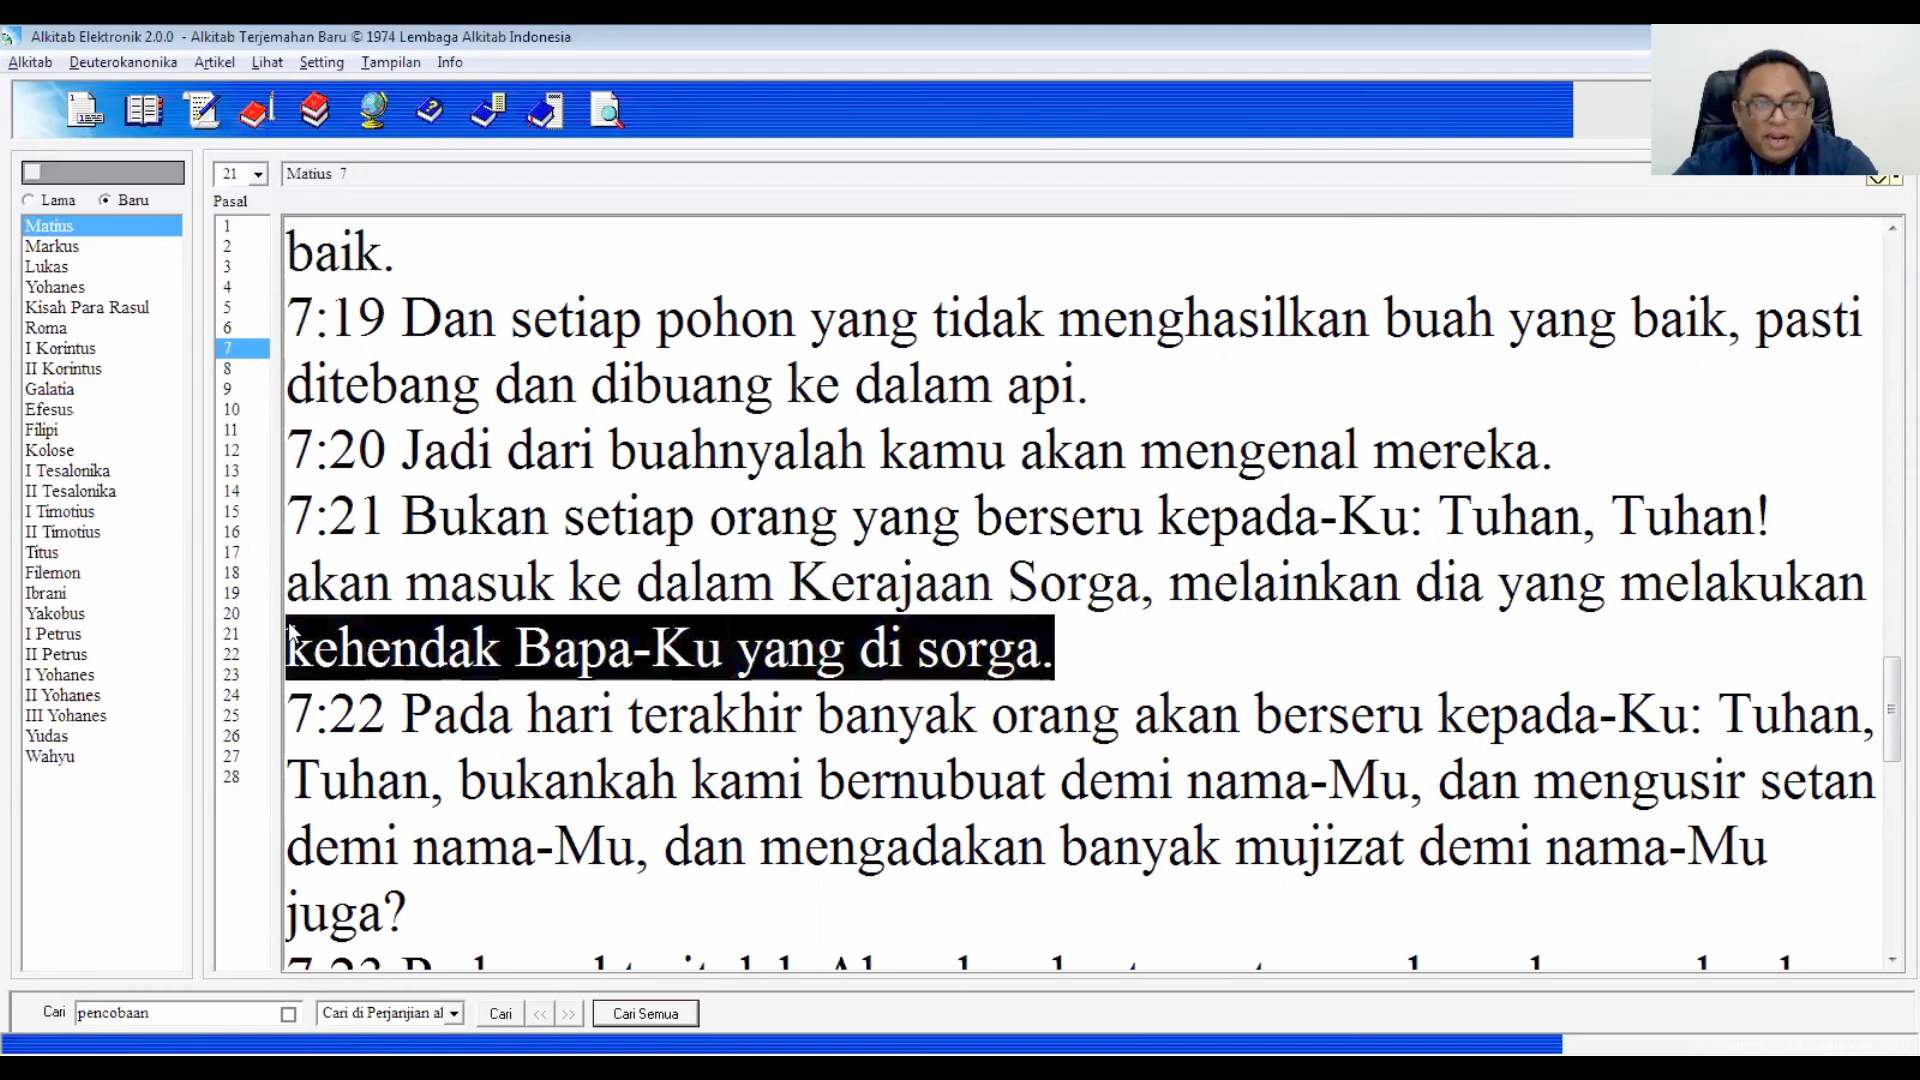 Alkitab Elektronik 2.0.0 - Alkitab Terjemahan Baru © 1974 Lembaga Alkitab Indonesia
Alkitab Deuterokanonika Artikel Lihat Setting Tampilan Info
21 Matius 7
Lama Baru Pasal
Matius
Markus
Lukas
Yohanes
Kisah Para Rasul
Roma
I Korintus
II Korintus
Galatia
Efesus
Filipi
Kolose
I Tesalonika
II Tesalonika
I Timotius
II Timotius
Titus
Filemon
Ibrani
Yakobus
I Petrus
II Petrus
I Yohanes
II Yohanes
III Yohanes
Yudas
Wahyu
1
2
3
4
5
6
7
8
9
10
11
12
13
14
15
16
17
18
19
20
21
22
23
24
25
26
27
28
baik.
7:19 Dan setiap pohon yang tidak menghasilkan buah yang baik, pasti
ditebang dan dibuang ke dalam api.
7:20 Jadi dari buahnyalah kamu akan mengenal mereka.
7:21 Bukan setiap orang yang berseru kepada-Ku: Tuhan, Tuhan!
akan masuk ke dalam Kerajaan Sorga, melainkan dia yang melakukan
kehendak Bapa-Ku yang di sorga.
7:22 Pada hari terakhir banyak orang akan berseru kepada-Ku: Tuhan,
Tuhan, bukankah kami bernubuat demi nama-Mu, dan mengusir setan
demi nama-Mu, dan mengadakan banyak mujizat demi nama-Mu
juga?
Cari pencobaan Cari di Perjanjian al Cari << >> Cari Semua